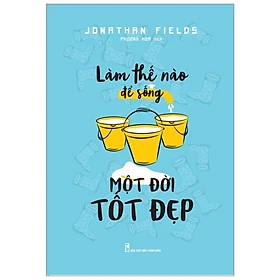 JONATHAN FIELDS
PHƯƠNG HOA dịch
Làm thế nào
để sống
MỘT ĐỜI
TỐT ĐẸP